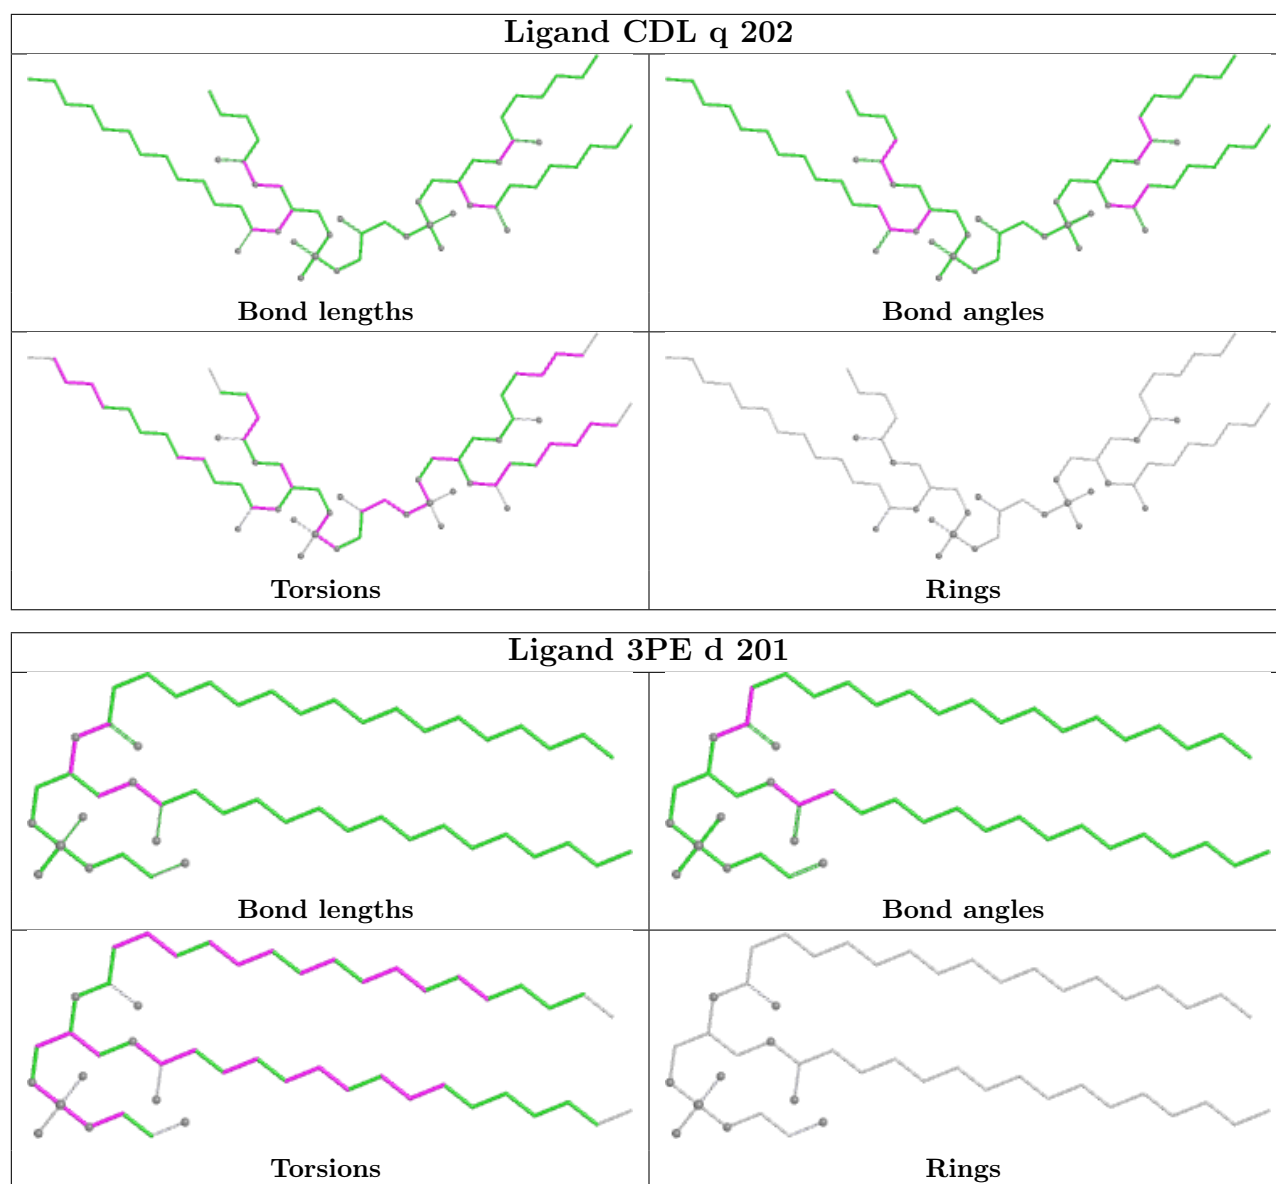 Ligand CDL q 202
Bond lengths
Bond angles
Torsions
Rings
Ligand 3PE d 201
Bond lengths
Bond angles
Torsions
Rings